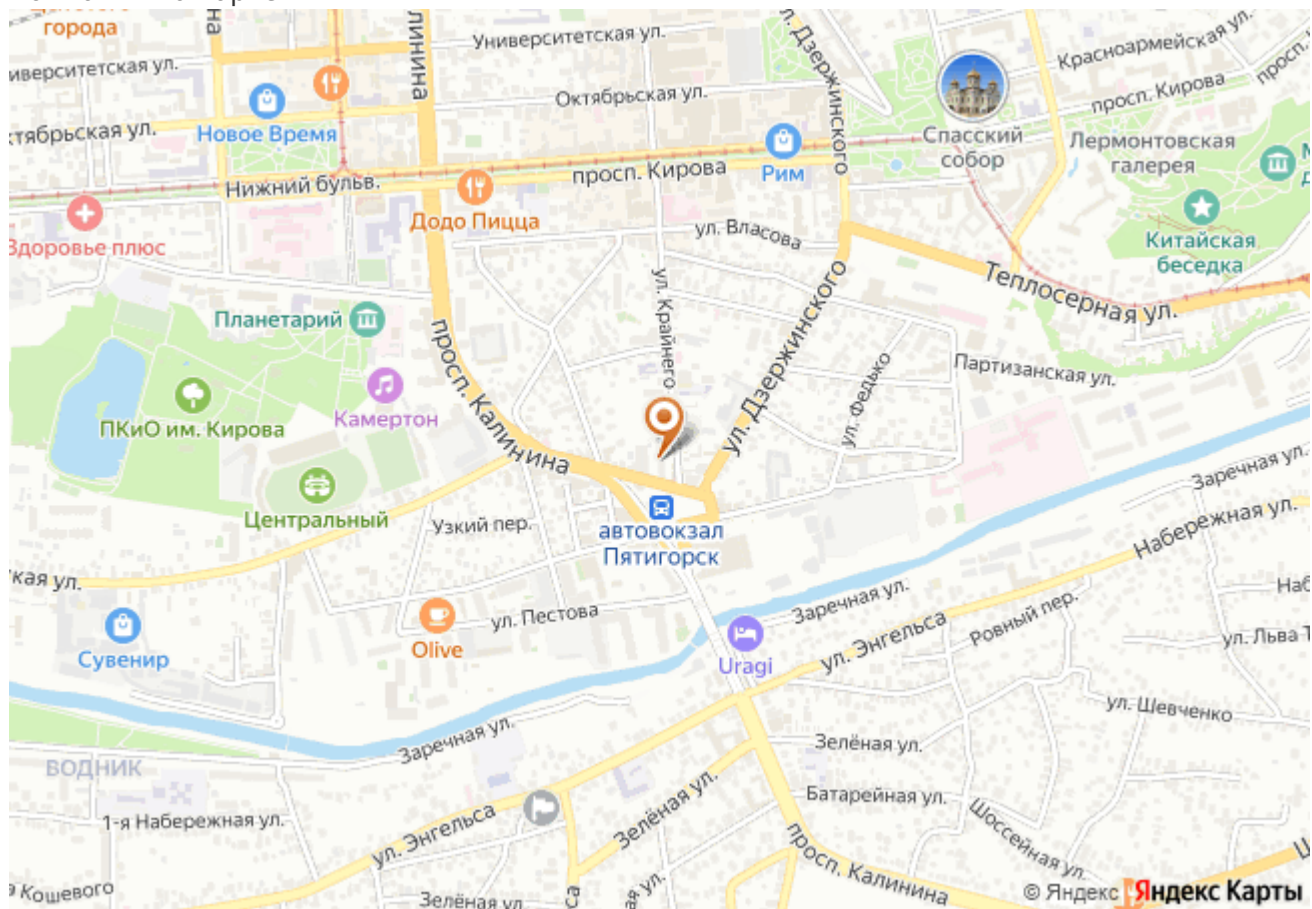 города
Университетская ул.
ул. Дзержинского
Красноармейская ул.
просп.
Октябрьская ул.
просп. Кирова
Новое Время
Спасский
собор
Лермонтовская
галерея
Нижний бульв.
просп. Кирова
Рим
Додо Пицца
Здоровье плюс
ул. Власова
Китайская
беседка
ул. Крайнего
Теплосерная ул.
Планетарий
просп. Калинина
ул. Дзержинского
Партизанская ул.
ул. Федько
Камертон
ПКиО им. Кирова
Заречная ул.
Центральный
Узкий пер.
автовокзал
Пятигорск
Набережная ул.
Заречная ул.
ул. Пестова
Ровный пер.
Olive
Сувенир
Uragi
ул. Энгельса
ул. Льва Т
ул. Шевченко
Заречная ул.
Зелёная ул.
ВОДНИК
Батарейная ул.
1-я Набережная ул.
ул. Энгельса
Зелёная ул.
Шоссейная ул.
просп. Калинина
Кошевого
Зелёная ул.
© Яндекс Яндекс Карты